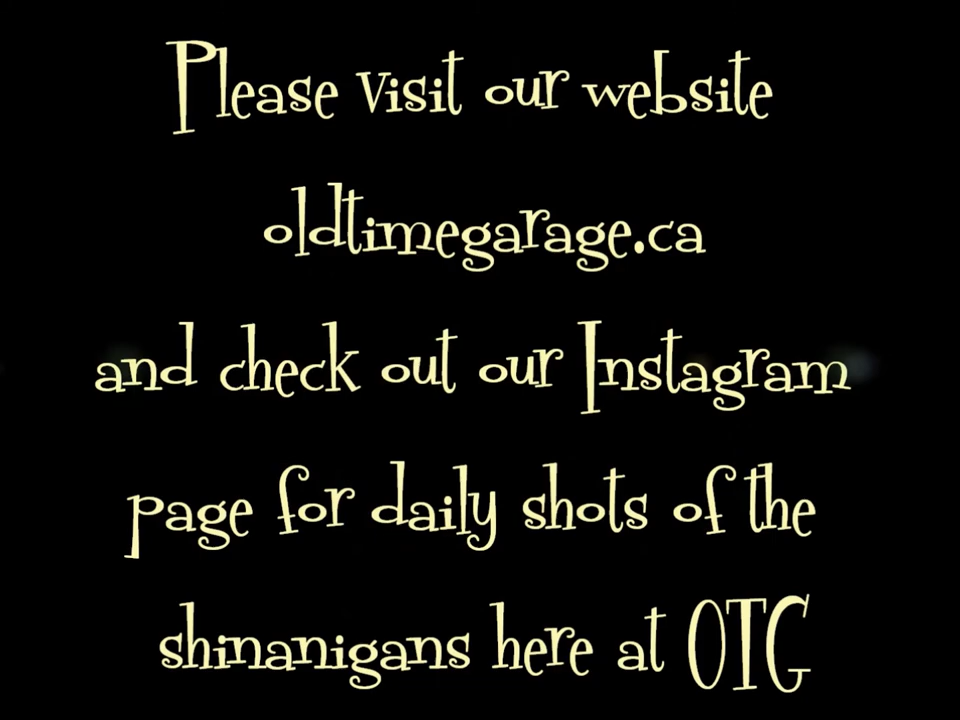 Please visit our website
oldtimegarage.ca
and check out our Instagram
page for daily shots of the
shinanigans here at OTG